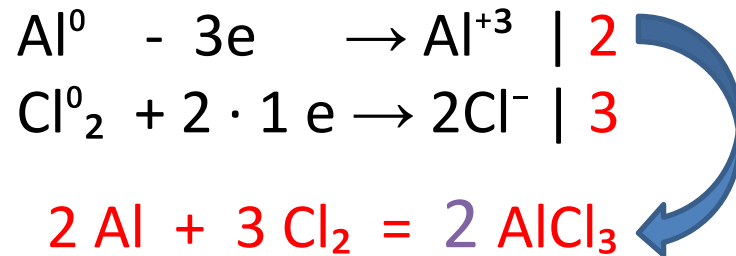 Al⁰ - 3e → Al⁺³ | 2
Cl⁰₂ + 2 · 1 e → 2Cl⁻ | 3
2 Al + 3 Cl₂ = 2 AlCl₃